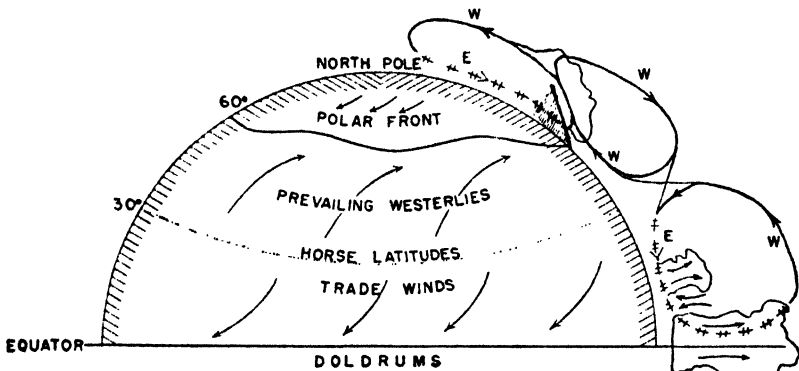 W
E
W
NORTH POLE
60°
POLAR FRONT
W
30°
PREVAILING WESTERLIES
E
W
HORSE LATITUDES
TRADE WINDS
EQUATOR
DOLDRUMS